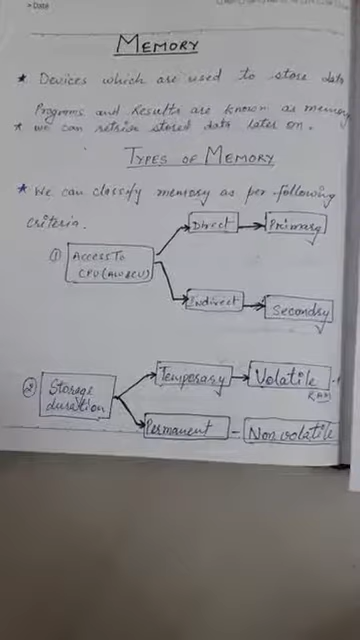 Date
MEMORY
* Devices which are used to store data
Programs and Results are known as memory
* we can retrive stored data later on.
TYPES OF MEMORY
* We can classify memory as per following
criteria.
Direct
Primary
① Access To
CPU (ALU & CU)
Indirect
Secondry
② Storage
duration
Temporary
Volatile
RAM
Permanent
Non volatile